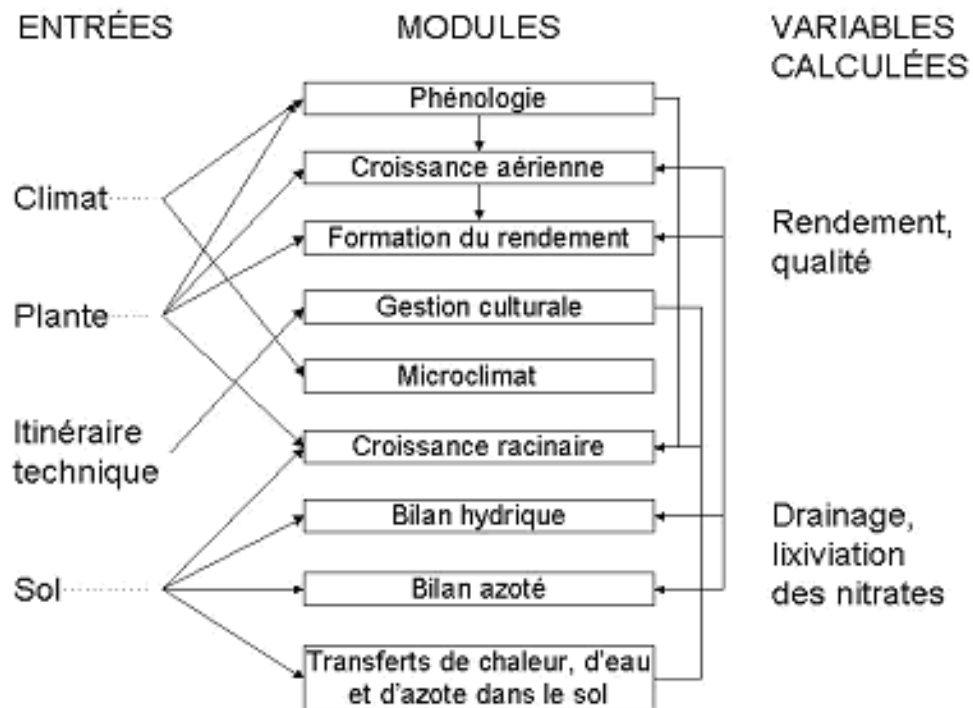 ENTRÉES
MODULES
VARIABLES
CALCULÉES
Phénologie
Croissance aérienne
Climat
Formation du rendement
Rendement,
qualité
Gestion culturale
Plante
Microclimat
Itinéraire
technique
Croissance racinaire
Bilan hydrique
Drainage,
lixiviation
des nitrates
Sol
Bilan azoté
Transferts de chaleur, d'eau
et d'azote dans le sol